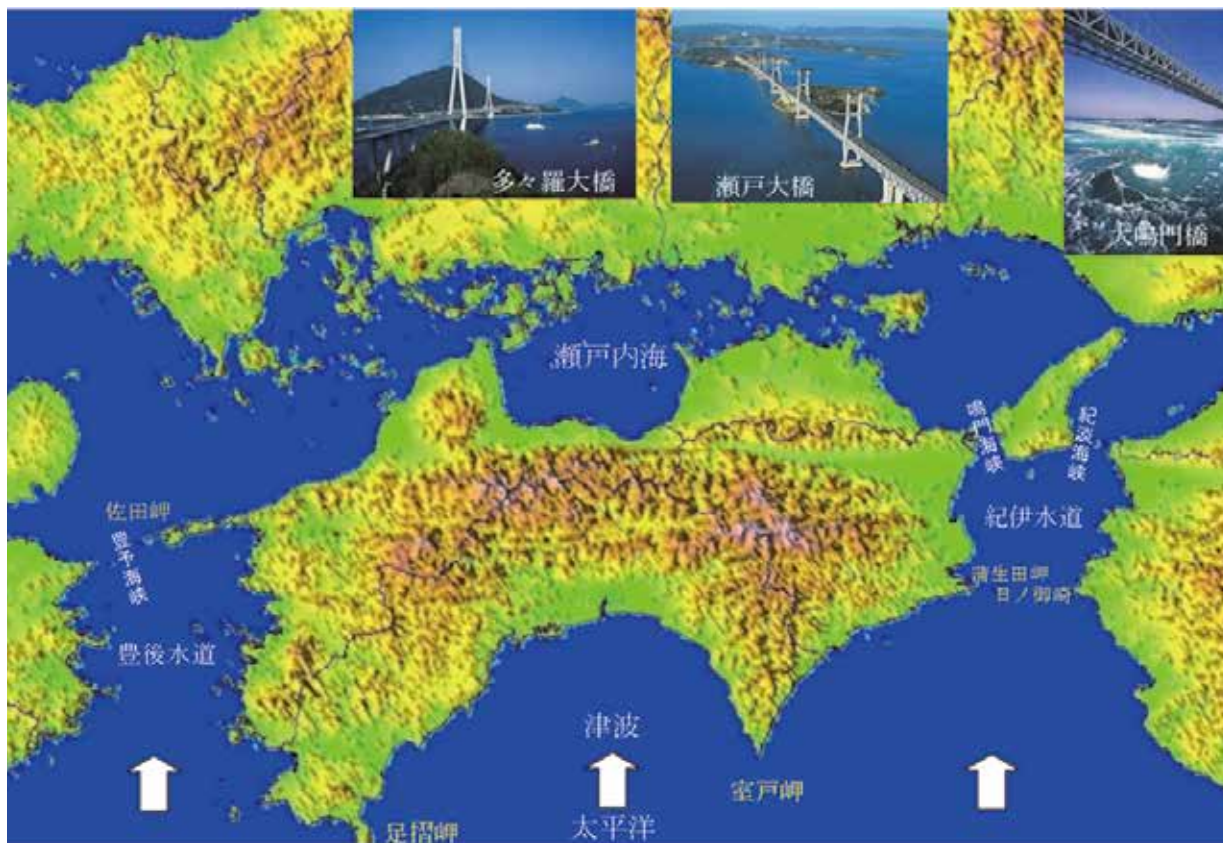 多々羅大橋
瀬戸大橋
大鳴門橋
瀬戸内海
鳴門海峡
紀淡海峡
佐田岬
豊予海峡
紀伊水道
蒲生田岬
日ノ御崎
豊後水道
津波
室戸岬
足摺岬
太平洋